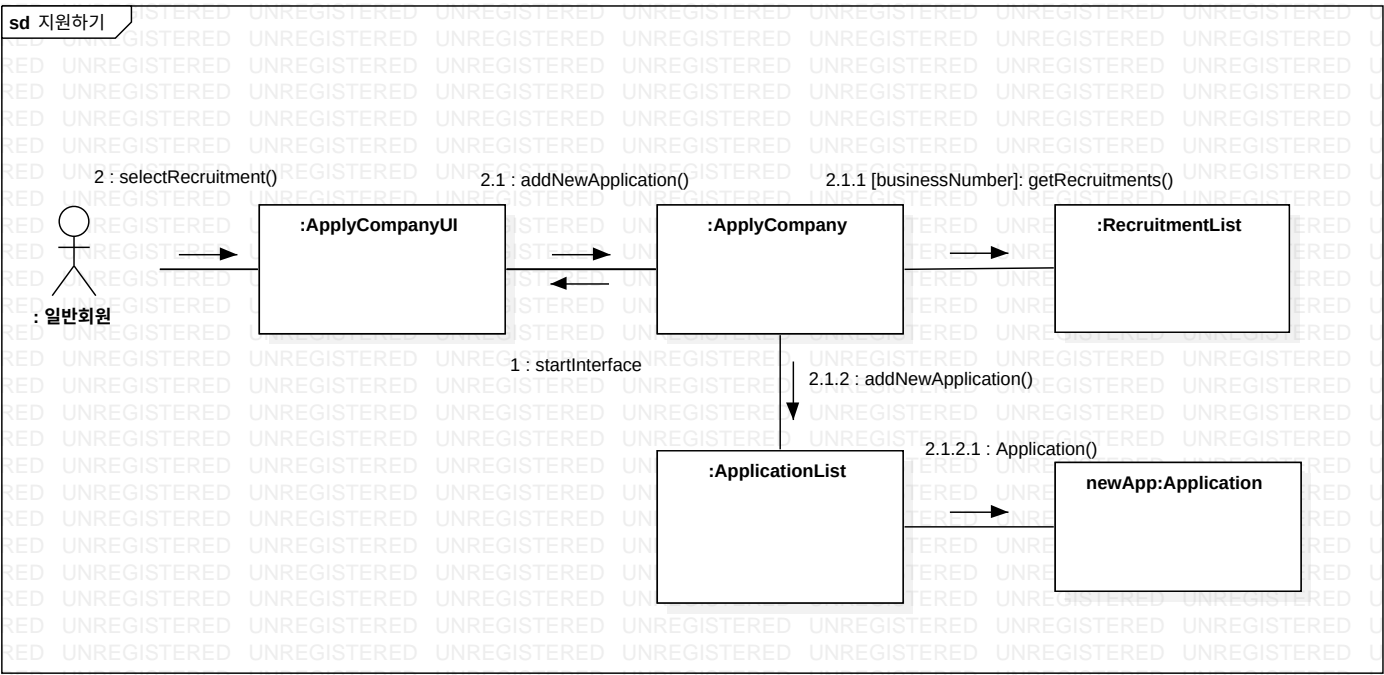 sd 지원하기
2 : selectRecruitment()
2.1 : addNewApplication()
2.1.1 [businessNumber]: getRecruitments()
:ApplyCompanyUI
:ApplyCompany
:RecruitmentList
: 일반회원
1 : startInterface
2.1.2 : addNewApplication()
2.1.2.1 : Application()
:ApplicationList
newApp:Application
UNREGISTERED